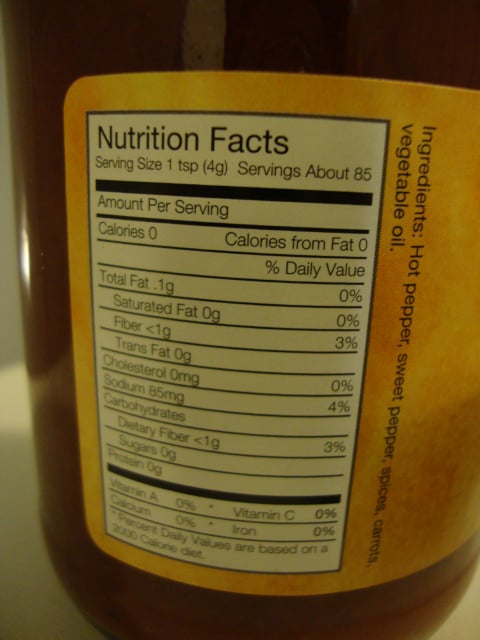 Nutrition Facts
Serving Size 1 tsp (4g) Servings About 85
Amount Per Serving
Calories 0 Calories from Fat 0
% Daily Value
Total Fat .1g 0%
Saturated Fat 0g 0%
Fiber <1g 3%
Trans Fat 0g
Cholesterol 0mg 0%
Sodium 85mg 4%
Carbohydrates
Dietary Fiber <1g 3%
Sugars 0g
Protein 0g
Vitamin A 0% * Vitamin C 0%
Calcium 0% * Iron 0%
* Percent Daily Values are based on a
2000 Calorie diet.
Ingredients: Hot pepper, sweet pepper, spices, carrots,
vegetable oil.